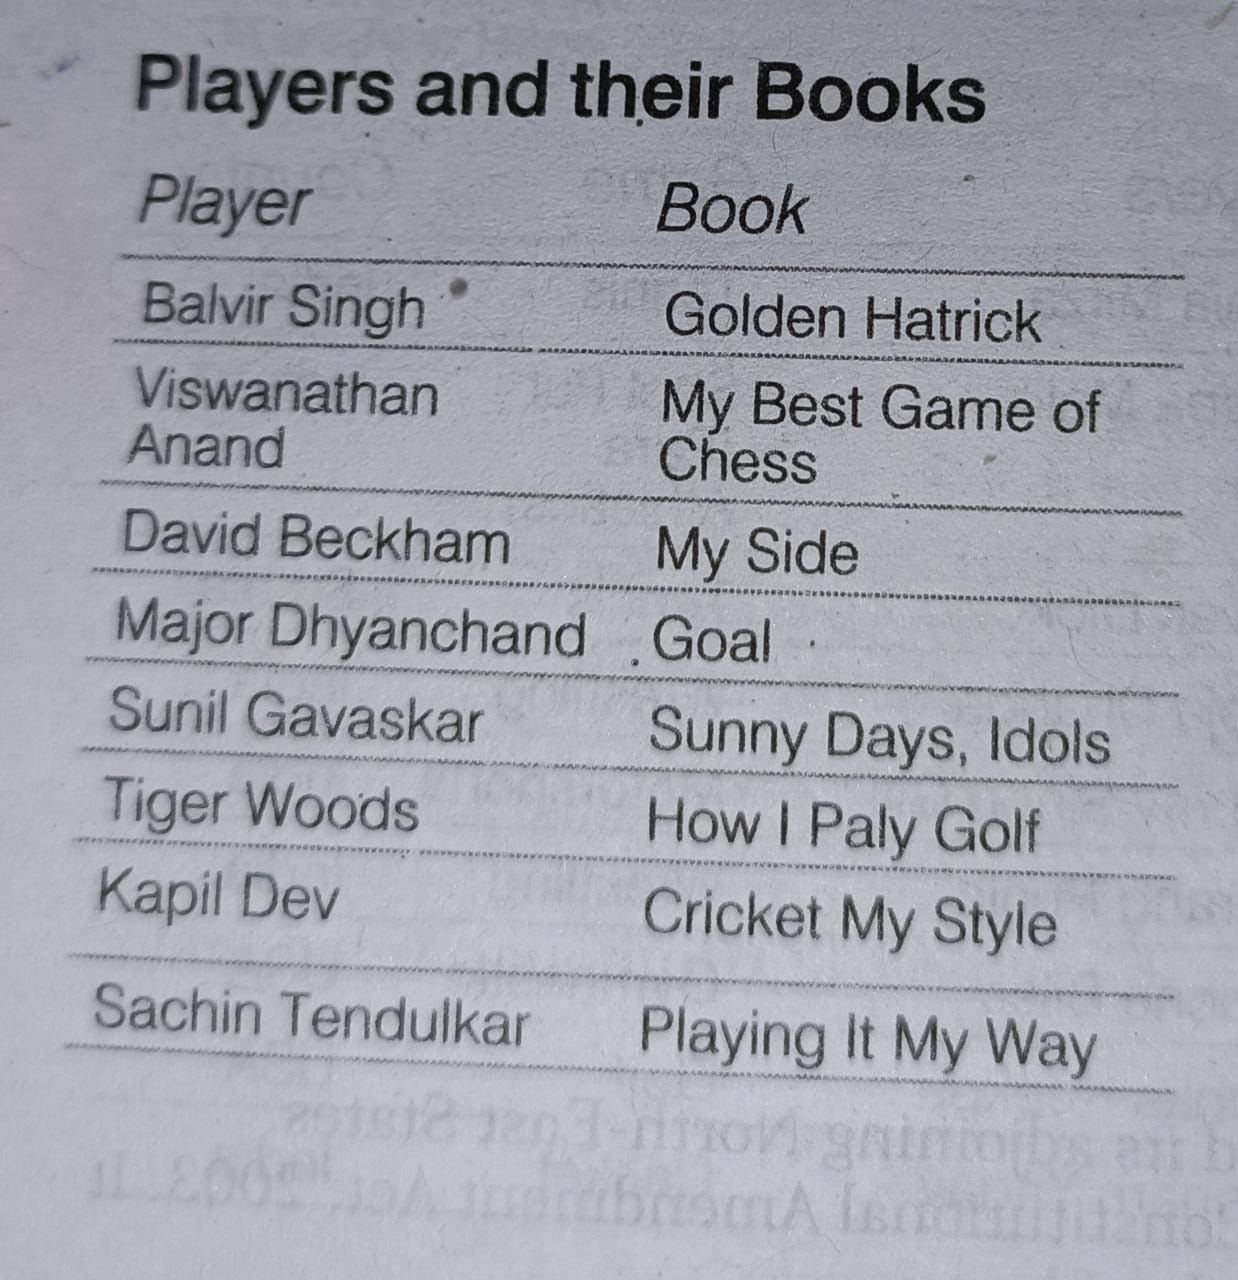 Players and their Books
Player Book
Balvir Singh Golden Hatrick
Viswanathan My Best Game of
Anand Chess
David Beckham My Side
Major Dhyanchand Goal
Sunil Gavaskar Sunny Days, Idols
Tiger Woods How I Paly Golf
Kapil Dev Cricket My Style
Sachin Tendulkar Playing It My Way